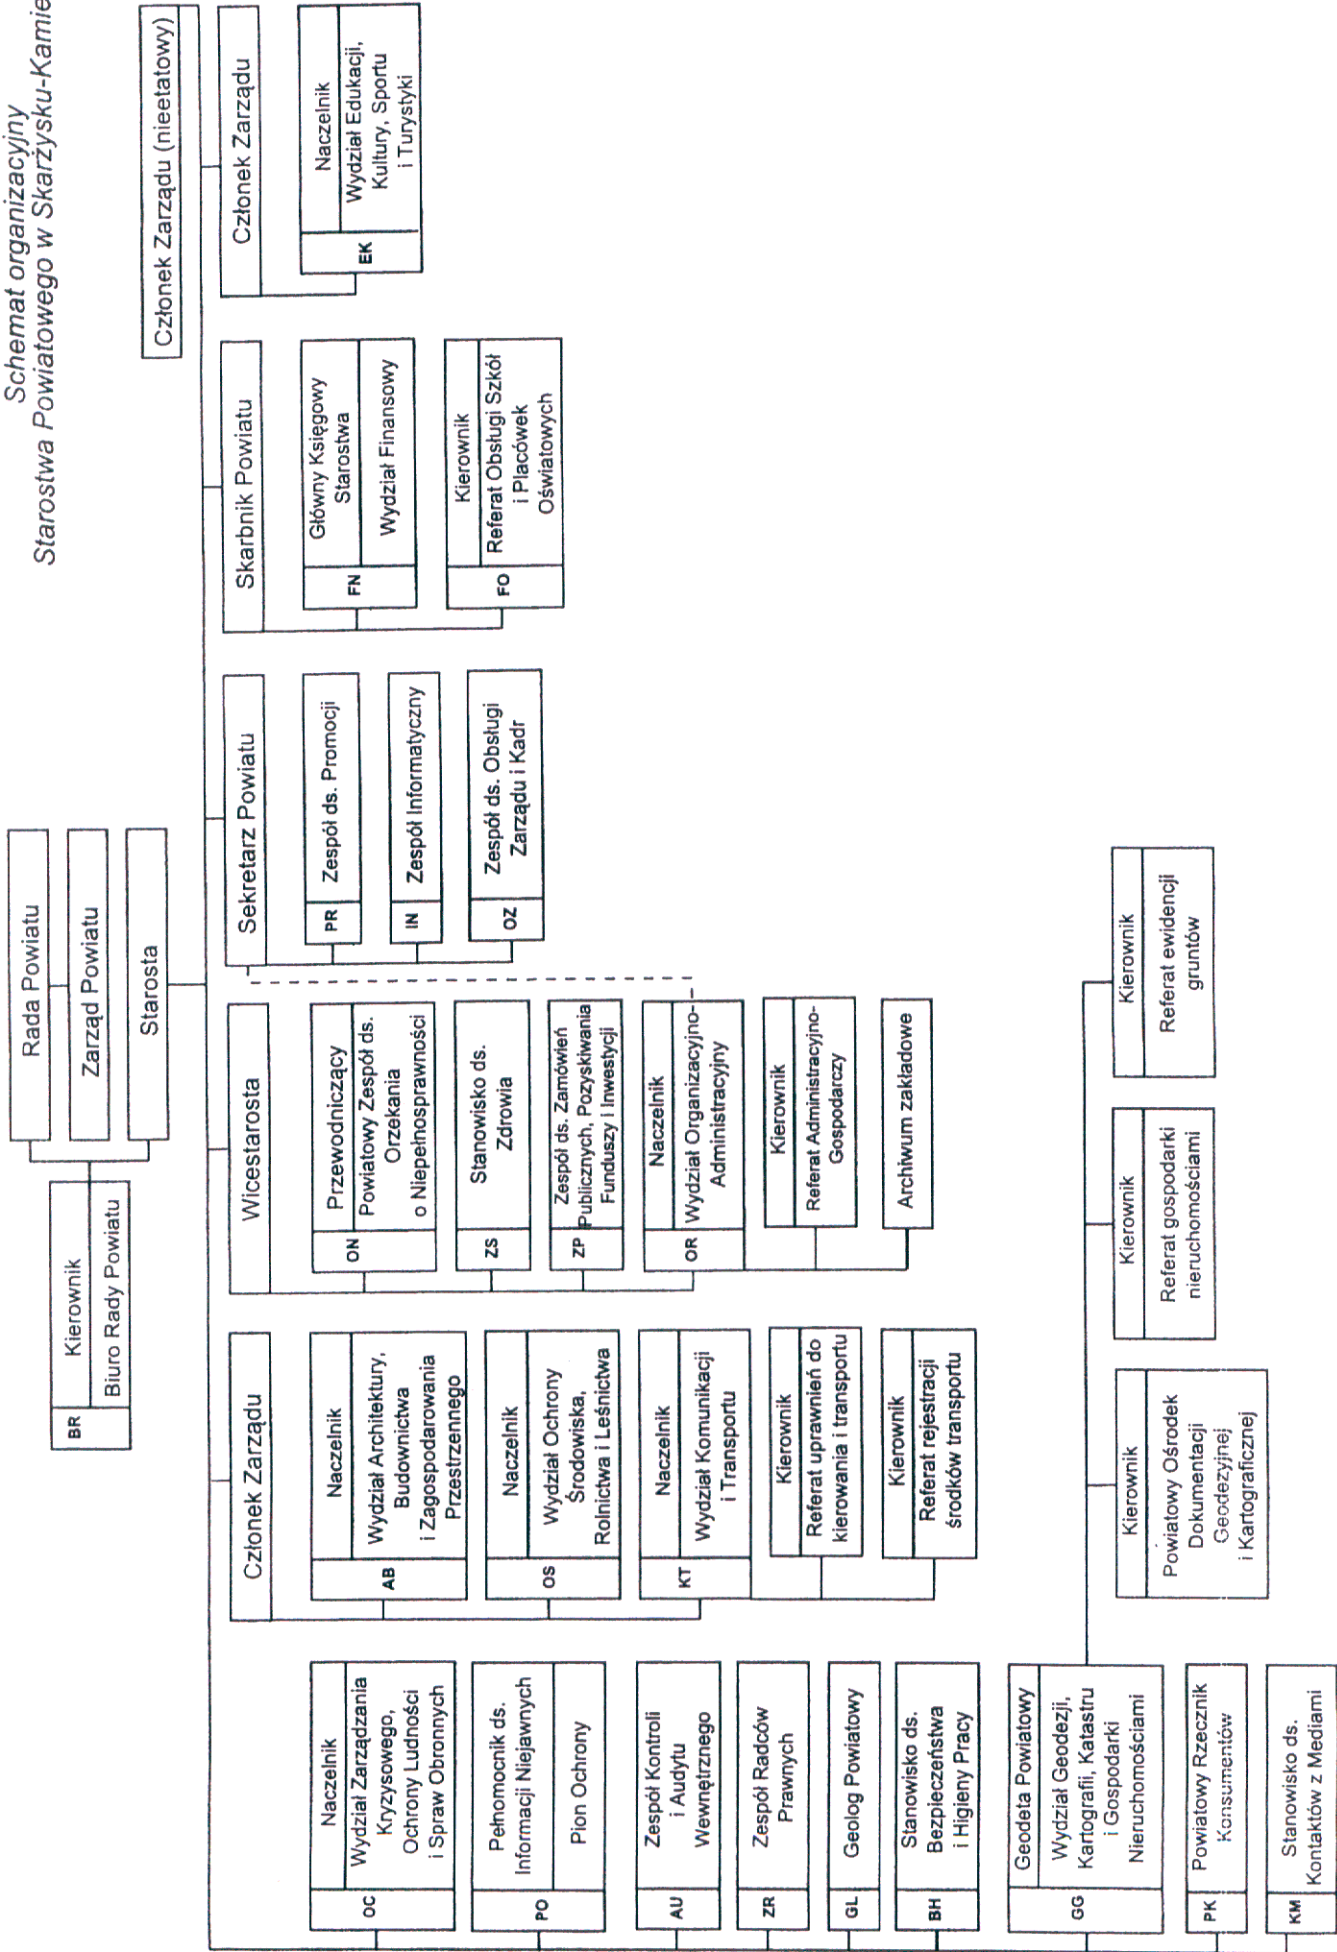 Schemat organizacyjny
Starostwa Powiatowego w Skarżysku-Kamie
Rada Powiatu
Zarząd Powiatu
Starosta
BR
Kierownik
Biuro Rady Powiatu
Członek Zarządu (nieetatowy)
OC
Naczelnik
Wydział Zarządzania
Kryzysowego,
Ochrony Ludności
i Spraw Obronnych
PO
Pełnomocnik ds.
Informacji Niejawnych
Pion Ochrony
AU
Zespół Kontroli
i Audytu
Wewnętrznego
ZR
Zespół Radców
Prawnych
GL
Geolog Powiatowy
BH
Stanowisko ds.
Bezpieczeństwa
i Higieny Pracy
GG
Geodeta Powiatowy
Wydział Geodezji,
Kartografii, Katastru
i Gospodarki
Nieruchomościami
PK
Powiatowy Rzecznik
Konsumentów
KM
Stanowisko ds.
Kontaktów z Mediami
Członek Zarządu
AB
Naczelnik
Wydział Architektury,
Budownictwa
i Zagospodarowania
Przestrzennego
OS
Naczelnik
Wydział Ochrony
Środowiska,
Rolnictwa i Leśnictwa
KT
Naczelnik
Wydział Komunikacji
i Transportu
Kierownik
Referat uprawnień do
kierowania i transportu
Kierownik
Referat rejestracji
środków transportu
Wicestarosta
ON
Przewodniczący
Powiatowy Zespół ds.
Orzekania
o Niepełnosprawności
ZS
Stanowisko ds.
Zdrowia
ZP
Zespół ds. Zamówień
Publicznych, Pozyskiwania
Funduszy i Inwestycji
OR
Naczelnik
Wydział Organizacyjno-
Administracyjny
Kierownik
Referat Administracyjno-
Gospodarczy
Archiwum zakładowe
Sekretarz Powiatu
PR
Zespół ds. Promocji
IN
Zespół Informatyczny
OZ
Zespół ds. Obsługi
Zarządu i Kadr
Skarbnik Powiatu
FN
Główny Księgowy
Starostwa
Wydział Finansowy
FO
Kierownik
Referat Obsługi Szkół
i Placówek
Oświatowych
Członek Zarządu
EK
Naczelnik
Wydział Edukacji,
Kultury, Sportu
i Turystyki
Kierownik
Powiatowy Ośrodek
Dokumentacji
Geodezyjnej
i Kartograficznej
Kierownik
Referat gospodarki
nieruchomościami
Kierownik
Referat ewidencji
gruntów